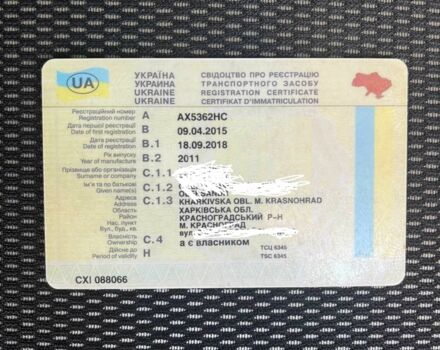 UA
УКРАЇНА
УКРАИНА
UKRAINE
UKRAINE
СВІДОЦТВО ПРО РЕЄСТРАЦІЮ
ТРАНСПОРТНОГО ЗАСОБУ
REGISTRATION CERTIFICATE
CERTIFICAT D'IMMATRICULATION
Реєстраційний номер
Registration number
A
AX5362HC
Дата першої реєстрації
Date of first registration
B
09.04.2015
Дата реєстрації
Date of registration
B.1
18.09.2018
Рік випуску
Year of manufacture
B.2
2011
Прізвище або організація
Surname or company
C.1.1
Ім'я та по батькові
Given name(s)
C.1.2
Адреса
Address
C.1.3
KHARKIVSKA OBL. M. KRASNOHRAD
Область
ХАРКІВСЬКА ОБЛ.
Район
КРАСНОГРАДСЬКИЙ Р-Н
Нас. пункт
М. КРАСНОГРАД
Вул., буд., кв.
вул.
Власність
Ownership
C.4
а є власником
Дійсне до
Period of validity
H
ТСЦ 6345
TSC 6345
CXI 088066